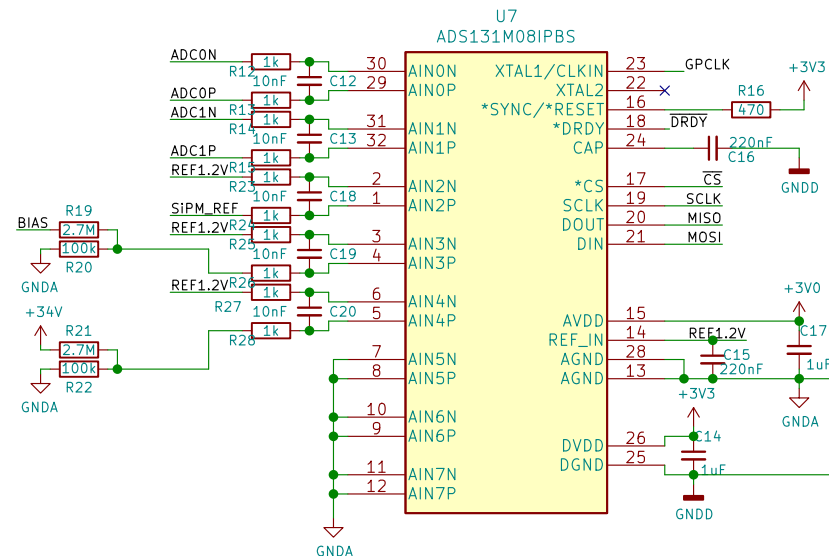 U7
ADS131M08IPBS
ADC0N
R12
1k
10nF
C12
30
AIN0N
29
AIN0P
ADC0P
R13
1k
ADC1N
R14
1k
10nF
C13
31
AIN1N
32
AIN1P
ADC1P
R15
1k
REF1.2V
R23
1k
10nF
C18
2
AIN2N
1
AIN2P
SiPM_REF
R24
1k
REF1.2V
R25
1k
10nF
C19
3
AIN3N
4
AIN3P
BIAS
R19
2.7M
100k
R20
GNDA
R26
1k
REF1.2V
R27
1k
10nF
C20
6
AIN4N
5
AIN4P
R28
1k
+34V
R21
2.7M
100k
R22
GNDA
7
AIN5N
8
AIN5P
10
AIN6N
9
AIN6P
11
AIN7N
12
AIN7P
GNDA
XTAL1/CLKIN
23
GPCLK
XTAL2
22
*SYNC/*RESET
16
R16
470
+3V3
*DRDY
18
DRDY
CAP
24
220nF
C16
GNDD
*CS
17
CS
SCLK
19
SCLK
DOUT
20
MISO
DIN
21
MOSI
AVDD
15
+3V0
C17
1uF
REF_IN
14
REF1.2V
C15
220nF
AGND
28
AGND
13
GNDA
+3V3
DVDD
26
C14
1uF
DGND
25
GNDD